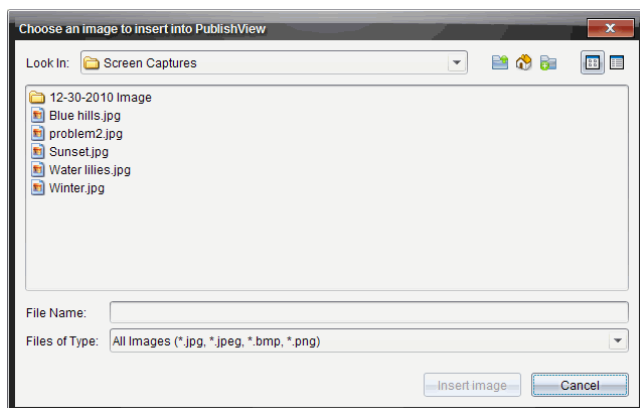 Choose an image to insert into PublishView
Look In: Screen Captures
12-30-2010 Image
Blue hills.jpg
problem2.jpg
Sunset.jpg
Water lilies.jpg
Winter.jpg
File Name:
Files of Type: All Images (*.jpg, *.jpeg, *.bmp, *.png)
Insert image Cancel